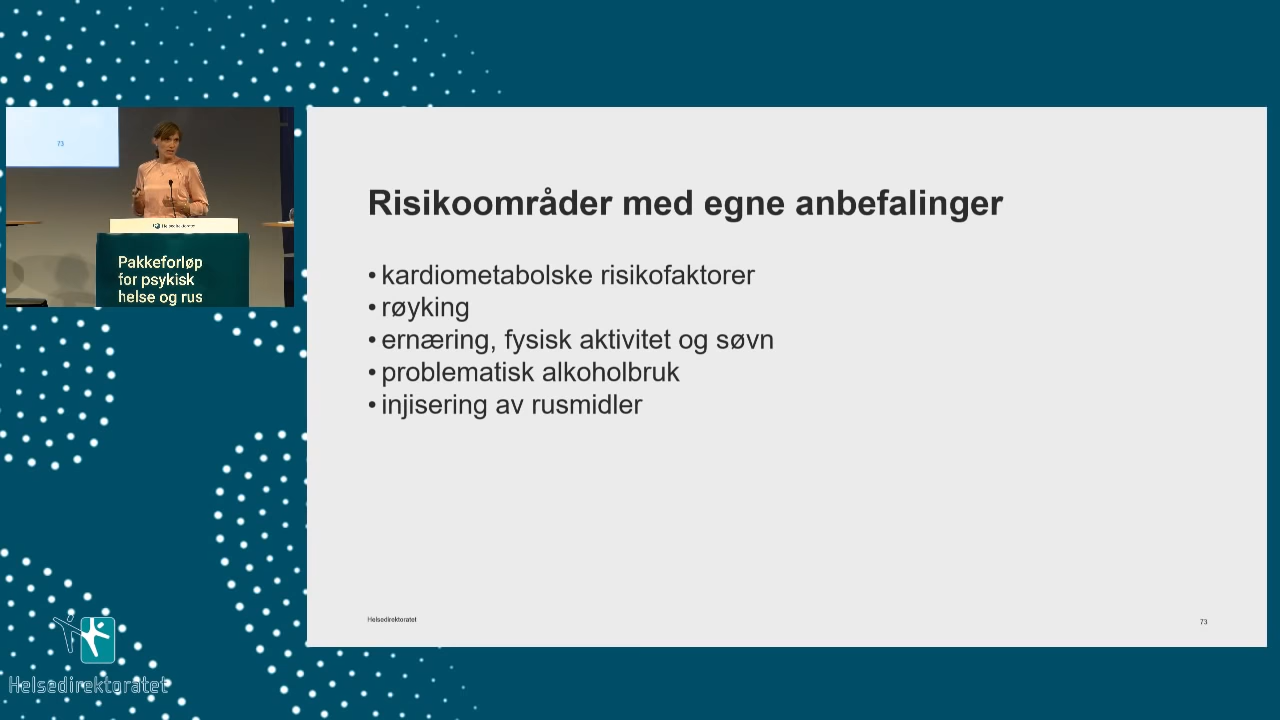 73
Helsedirektoratet
Pakkeforløp
for psykisk
helse og rus
Risikoområder med egne anbefalinger
• kardiometabolske risikofaktorer
• røyking
• ernæring, fysisk aktivitet og søvn
• problematisk alkoholbruk
• injisering av rusmidler
Helsedirektoratet
73
Helsedirektoratet